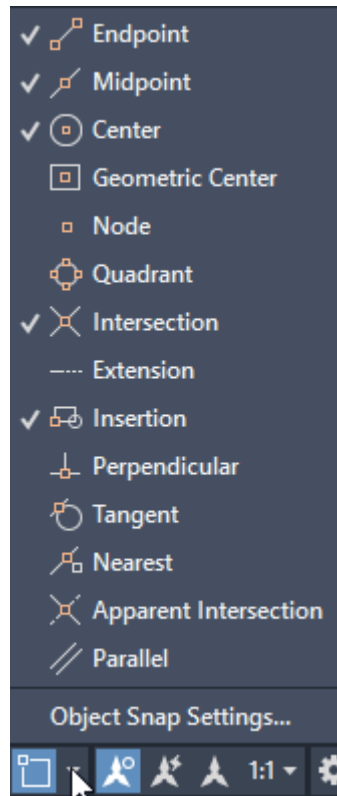 Endpoint
Midpoint
Center
Geometric Center
Node
Quadrant
Intersection
Extension
Insertion
Perpendicular
Tangent
Nearest
Apparent Intersection
Parallel
Object Snap Settings...
1:1